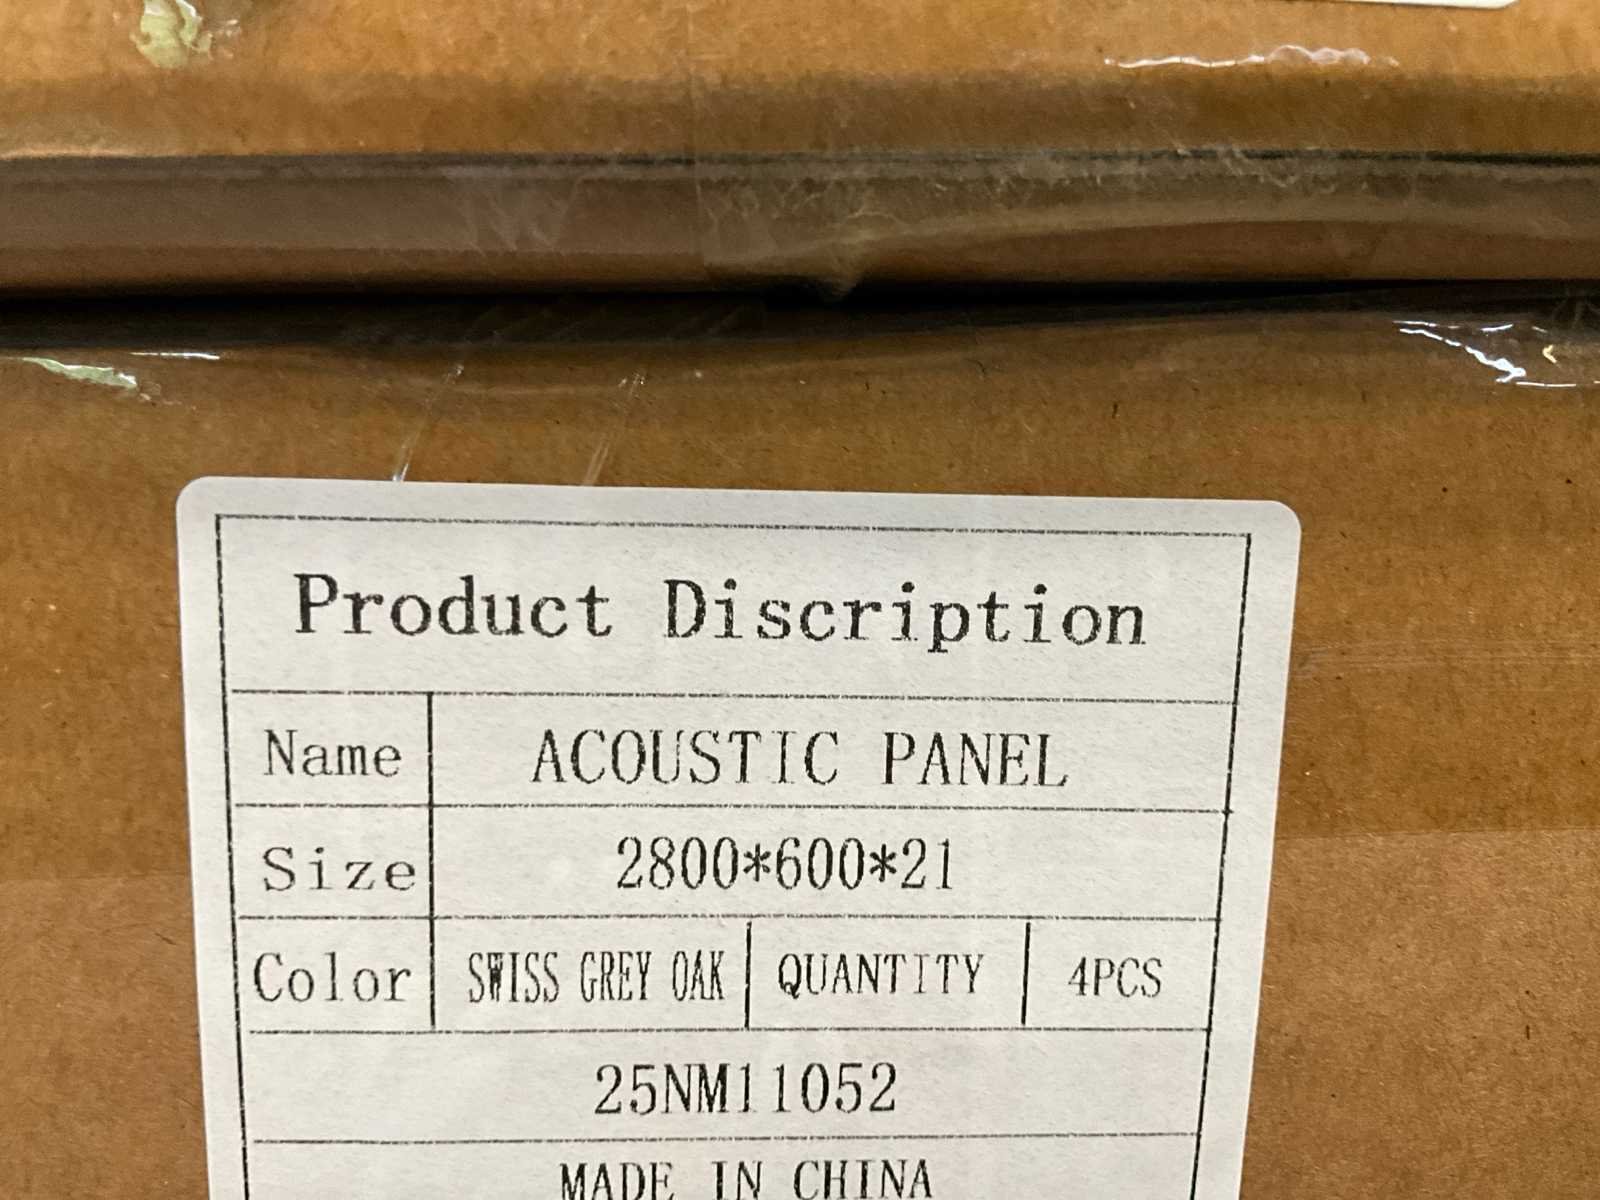 Product Discription
Name ACOUSTIC PANEL
Size 2800*600*21
Color SWISS GREY OAK QUANTITY 4PCS
25NM11052
MADE IN CHINA